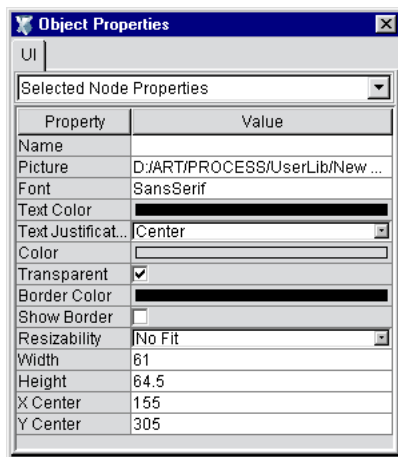 Object Properties
UI
Selected Node Properties
Property Value
Name
Picture D:/ART/PROCESS/UserLib/New ...
Font SansSerif
Text Color
Text Justificat... Center
Color
Transparent
Border Color
Show Border
Resizability No Fit
Width 61
Height 64.5
X Center 155
Y Center 305